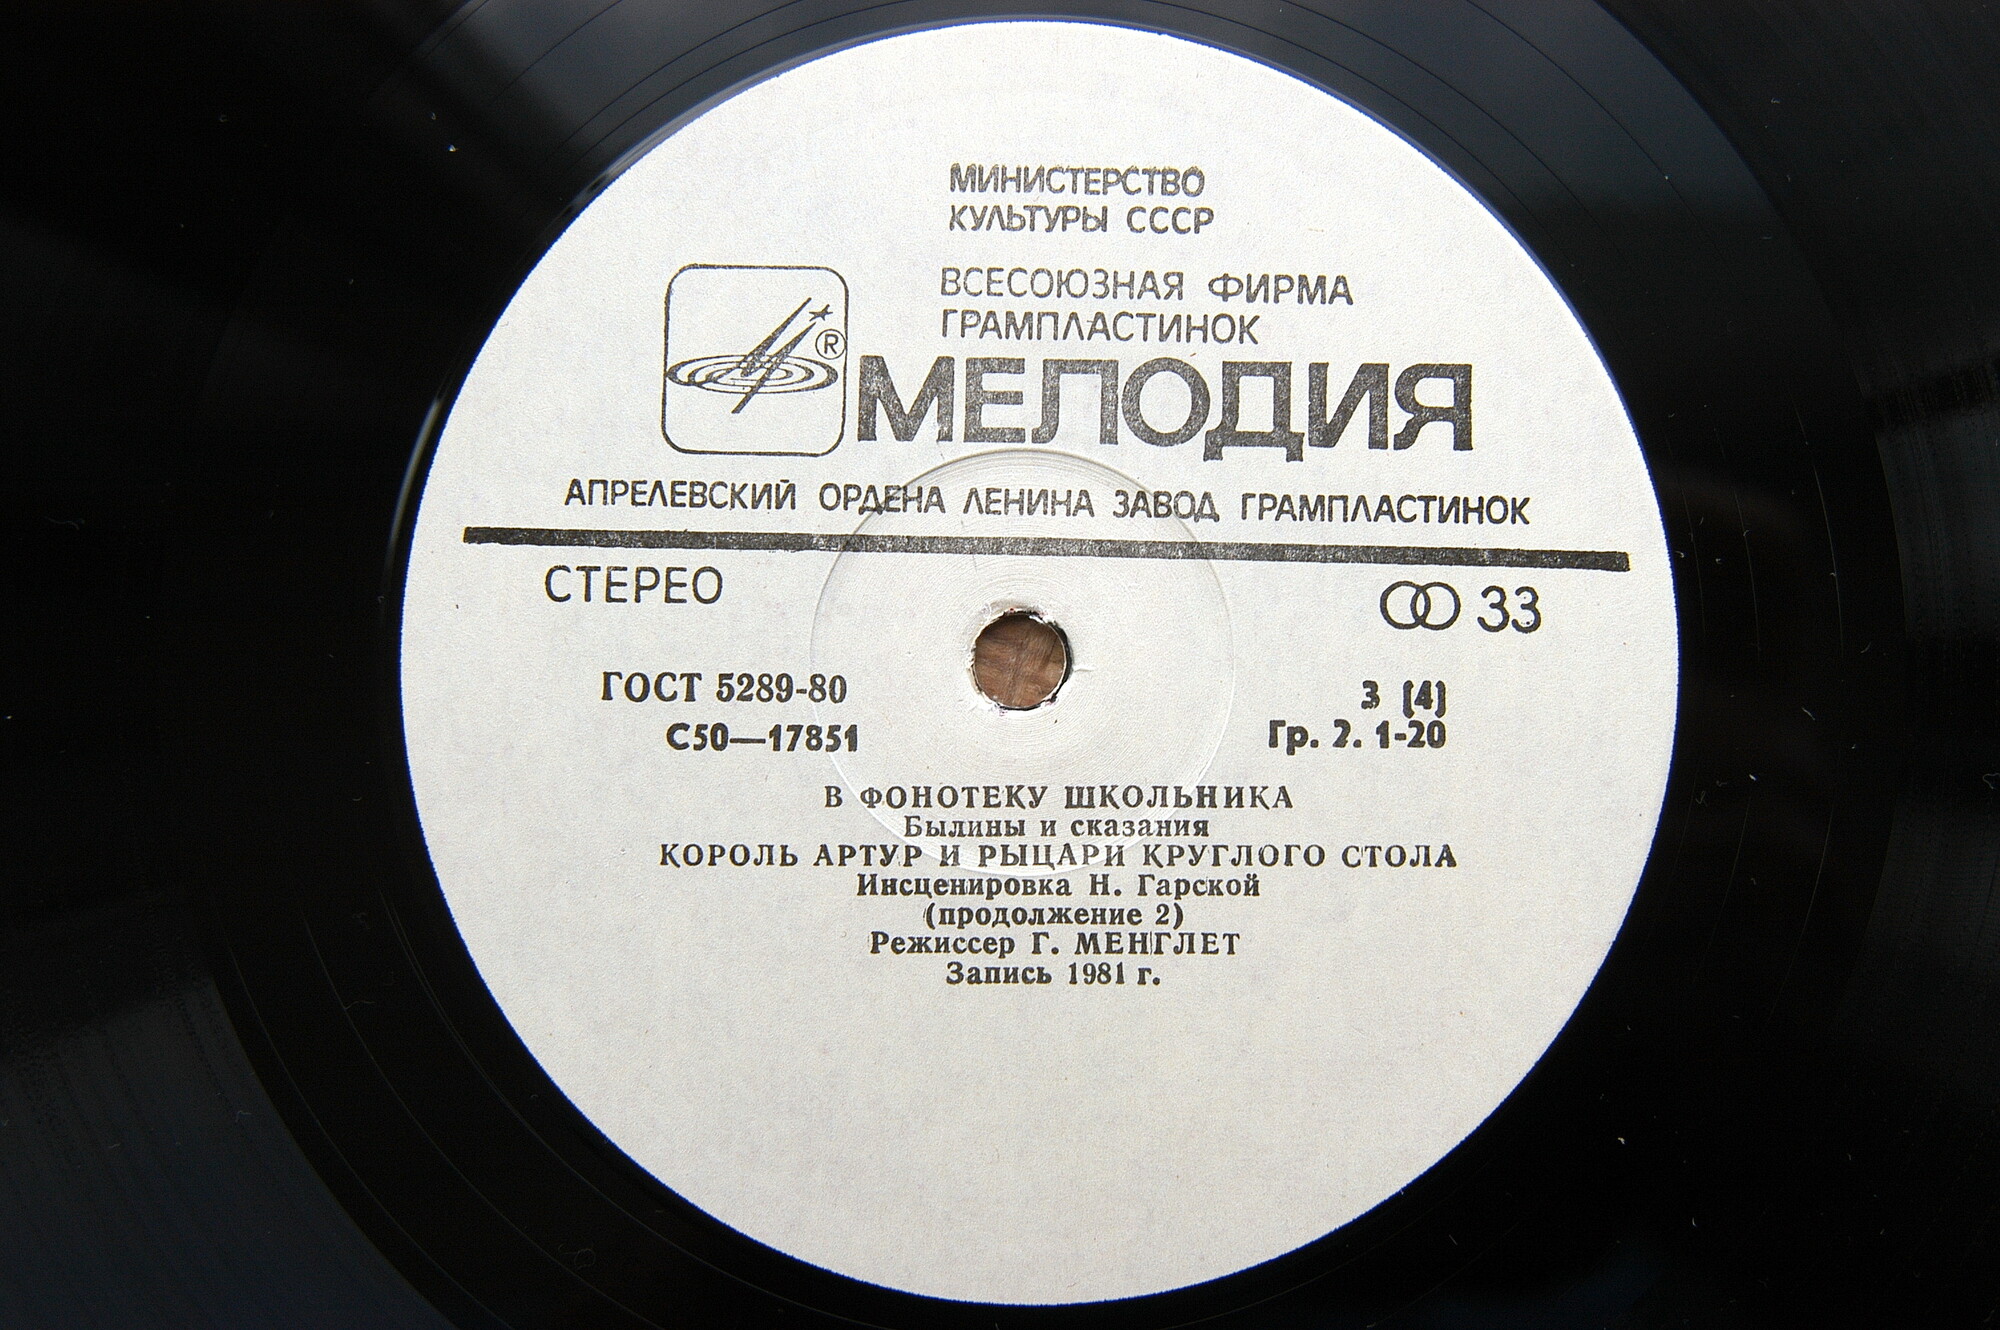 МИНИСТЕРСТВО
КУЛЬТУРЫ СССР
ВСЕСОЮЗНАЯ ФИРМА
ГРАМПЛАСТИНОК
®
МЕЛОДИЯ
АПРЕЛЕВСКИЙ ОРДЕНА ЛЕНИНА ЗАВОД ГРАМПЛАСТИНОК
СТЕРЕО
33
ГОСТ 5289-80
3 (4)
С50—17851
Гр. 2. 1-20
В ФОНОТЕКУ ШКОЛЬНИКА
Былины и сказания
КОРОЛЬ АРТУР И РЫЦАРИ КРУГЛОГО СТОЛА
Инсценировка Н. Гарской
(продолжение 2)
Режиссер Г. МЕНГЛЕТ
Запись 1981 г.